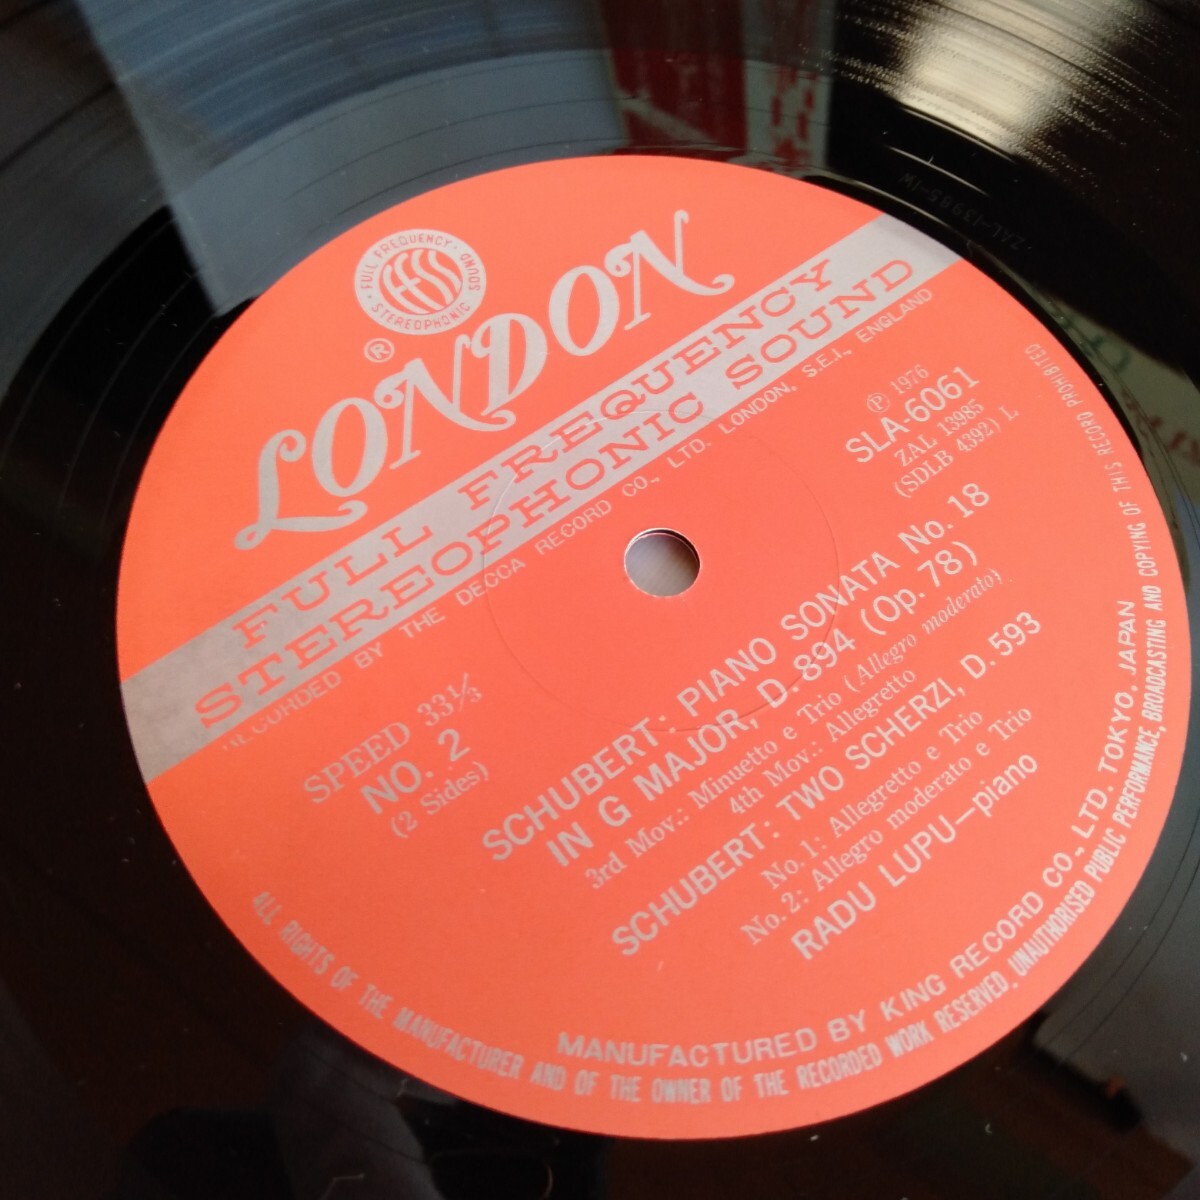 FULL FREQUENCY · SOUND · STEREOPHONIC ·
FFSS
®
LONDON
FULL FREQUENCY
STEREOPHONIC SOUND
RECORDED BY THE DECCA RECORD CO., LTD. LONDON, S.E.I., ENGLAND
Ⓟ 1976
SLA-6061
ZAL 13985
(SDLB 4392) L
SPEED 33⅓
NO. 2
(2 Sides)
SCHUBERT: PIANO SONATA No. 18
IN G MAJOR, D. 894 (Op. 78)
3rd Mov.: Minuetto e Trio (Allegro moderato)
4th Mov.: Allegretto
SCHUBERT: TWO SCHERZI, D. 593
No. 1: Allegretto e Trio
No. 2: Allegro moderato e Trio
RADU LUPU—piano
MANUFACTURED BY KING RECORD CO., LTD. TOKYO. JAPAN
ALL RIGHTS OF THE MANUFACTURER AND OF THE OWNER OF THE RECORDED WORK RESERVED. UNAUTHORISED PUBLIC PERFORMANCE, BROADCASTING AND COPYING OF THIS RECORD PROHIBITED
ZAL-13985-1W